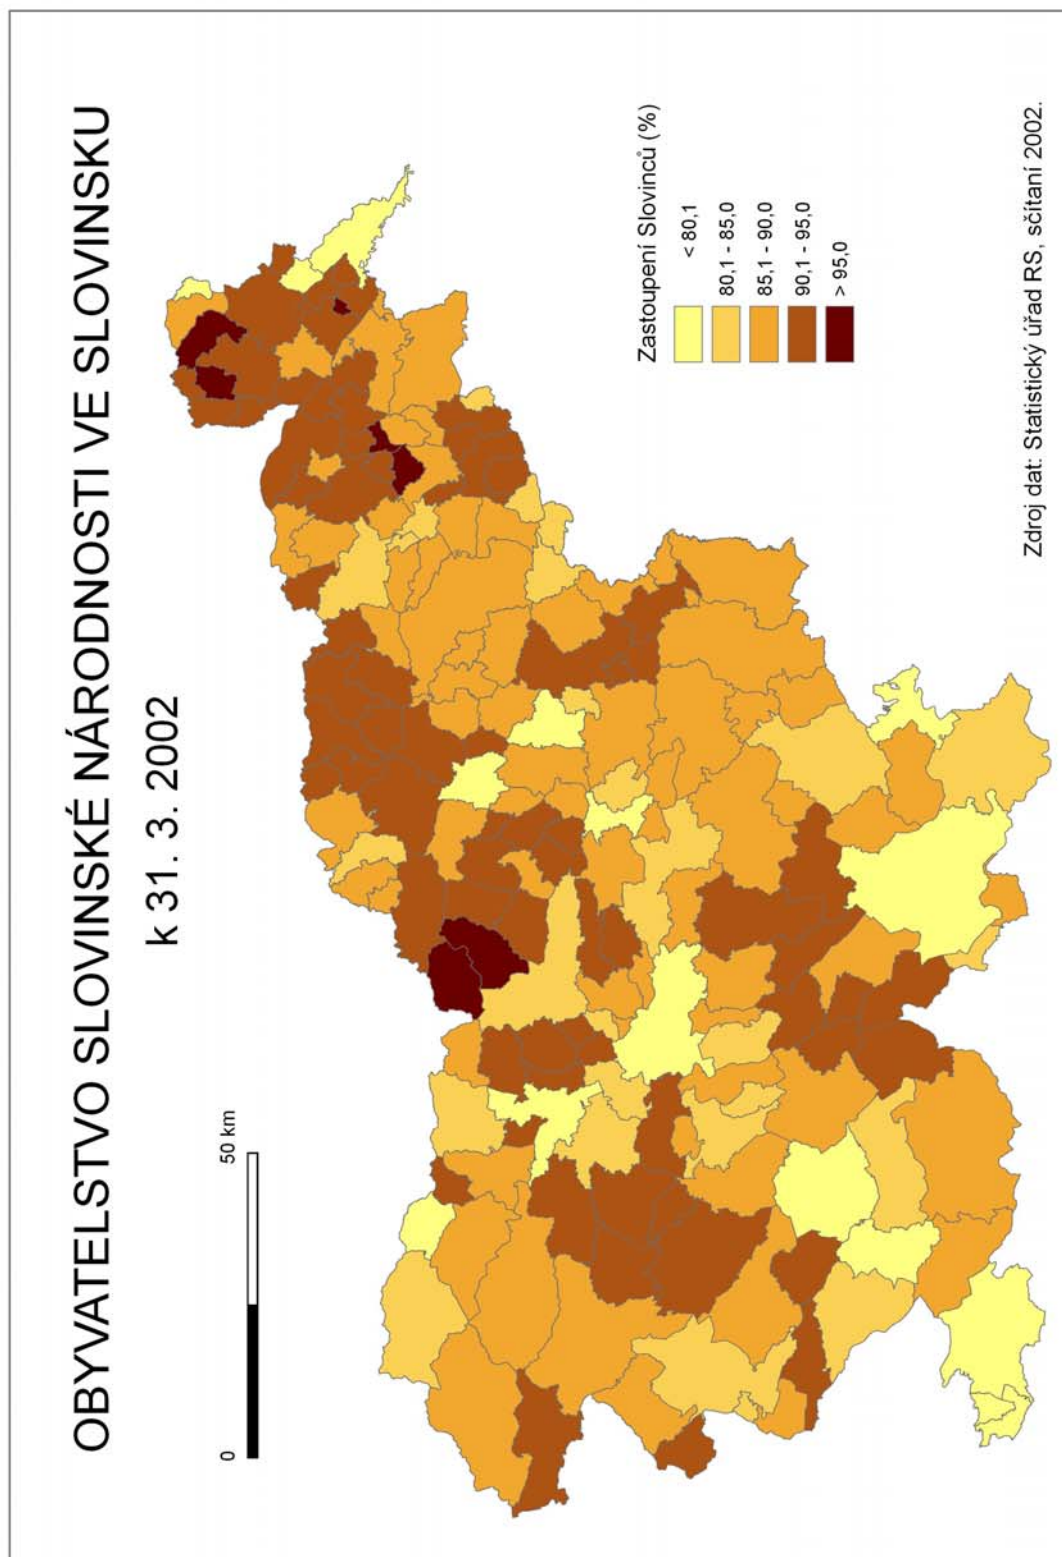 OBYVATELSTVO SLOVINSKÉ NÁRODNOSTI VE SLOVINSKU
k 31. 3. 2002
0
50 km
Zastoupení Slovinců (%)
< 80,1
80,1 - 85,0
85,1 - 90,0
90,1 - 95,0
> 95,0
Zdroj dat: Statistický úřad RS, sčítaní 2002.